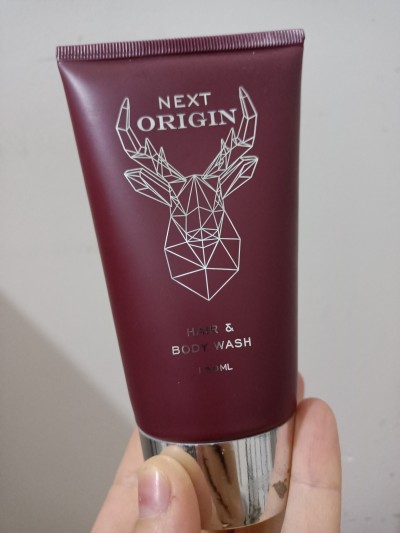 NEXT
ORIGIN
HAIR &
BODY WASH